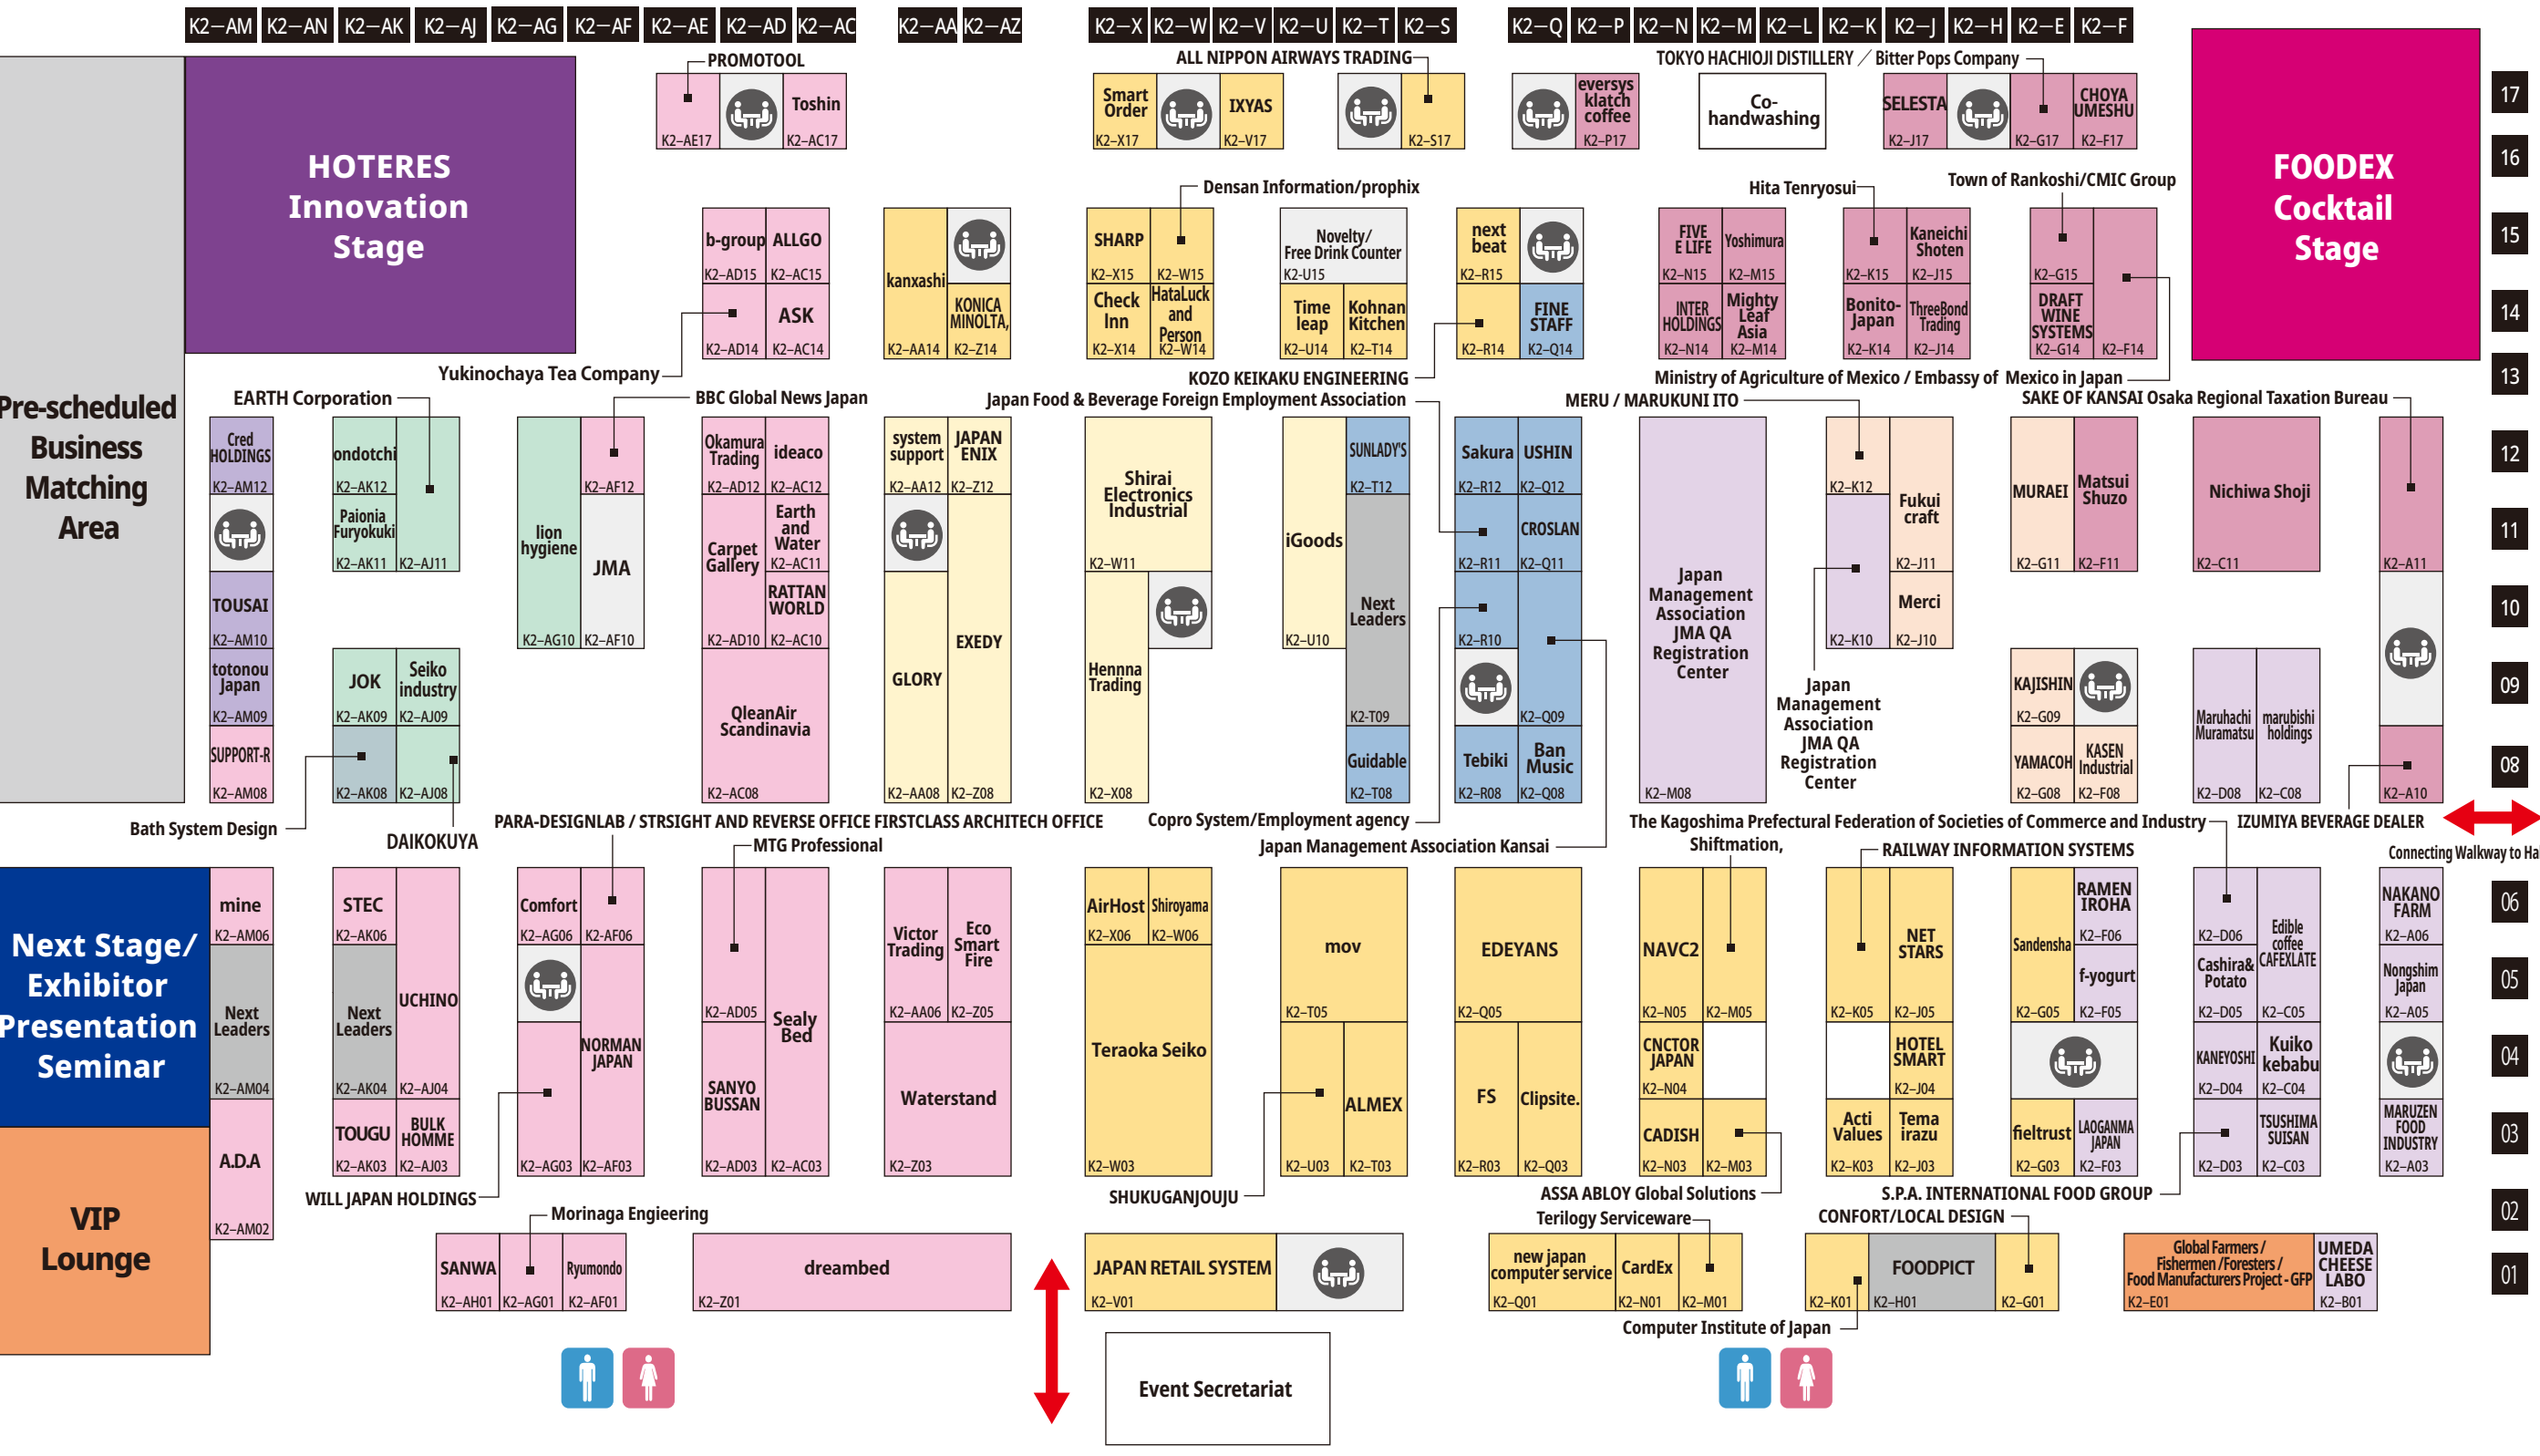 K2−AM K2−AN K2−AK K2−AJ K2−AG K2−AF K2−AE K2−AD K2−AC K2−AA K2−AZ K2−X K2−W K2−V K2−U K2−T K2−S K2−Q K2−P K2−N K2−M K2−L K2−K K2−J K2−H K2−E K2−F
PROMOTOOL
ALL NIPPON AIRWAYS TRADING
TOKYO HACHIOJI DISTILLERY / Bitter Pops Company
K2–AE17
Toshin
K2–AC17
Smart
Order
K2–X17
IXYAS
K2–V17
K2–S17
eversys
klatch
coffee
K2–P17
Co-
handwashing
SELESTA
K2–J17
K2–G17
CHOYA
UMESHU
K2–F17
17
16
HOTERES
Innovation
Stage
FOODEX
Cocktail
Stage
Densan Information/prophix
Hita Tenryosui
Town of Rankoshi/CMIC Group
b-group
K2–AD15
ALLGO
K2–AC15
K2–AD14
ASK
K2–AC14
kanxashi
K2–AA14
KONICA
MINOLTA,
K2–Z14
SHARP
K2–X15
K2–W15
Check
Inn
K2–X14
HataLuck
and
Person
K2–W14
Novelty/
Free Drink Counter
K2-U15
Time
leap
K2–U14
Kohnan
Kitchen
K2–T14
next
beat
K2–R15
K2–R14
FINE
STAFF
K2–Q14
FIVE
E LIFE
K2–N15
Yoshimura
K2–M15
INTER
HOLDINGS
K2–N14
Mighty
Leaf
Asia
K2–M14
K2–K15
Kaneichi
Shoten
K2–J15
Bonito-
Japan
K2–K14
ThreeBond
Trading
K2–J14
K2–G15
DRAFT
WINE
SYSTEMS
K2–G14
K2–F14
15
14
13
Yukinochaya Tea Company
KOZO KEIKAKU ENGINEERING
Ministry of Agriculture of Mexico / Embassy of Mexico in Japan
Pre-scheduled
Business
Matching
Area
EARTH Corporation
BBC Global News Japan
Japan Food & Beverage Foreign Employment Association
MERU / MARUKUNI ITO
SAKE OF KANSAI Osaka Regional Taxation Bureau
Cred
HOLDINGS
K2–AM12
TOUSAI
K2–AM10
totonou
Japan
K2–AM09
SUPPORT-R
K2–AM08
ondotchi
K2–AK12
Paionia
Furyokuki
K2–AK11
K2–AJ11
JOK
K2–AK09
Seiko
industry
K2–AJ09
K2–AK08
K2–AJ08
lion
hygiene
K2–AG10
K2–AF12
JMA
K2–AF10
Okamura
Trading
K2–AD12
ideaco
K2–AC12
Carpet
Gallery
K2–AD10
Earth
and
Water
K2–AC11
RATTAN
WORLD
K2–AC10
QleanAir
Scandinavia
K2–AC08
system
support
K2–AA12
JAPAN
ENIX
K2–Z12
GLORY
K2–AA08
EXEDY
K2–Z08
Shirai
Electronics
Industrial
K2–W11
Hennna
Trading
K2–X08
iGoods
K2–U10
SUNLADY'S
K2–T12
Next
Leaders
K2-T09
Guidable
K2–T08
Sakura
K2–R12
USHIN
K2–Q12
K2–R11
CROSLAN
K2–Q11
K2–R10
K2–Q09
Tebiki
K2–R08
Ban
Music
K2–Q08
Japan
Management
Association
JMA QA
Registration
Center
K2–M08
K2–K12
Fukui
craft
K2–J11
K2–K10
Merci
K2–J10
Japan
Management
Association
JMA QA
Registration
Center
MURAEI
K2–G11
Matsui
Shuzo
K2–F11
KAJISHIN
K2–G09
YAMACOH
K2–G08
KASEN
Industrial
K2–F08
Nichiwa Shoji
K2–C11
Maruhachi
Muramatsu
K2–D08
marubishi
holdings
K2–C08
K2–A11
K2–A10
12
11
10
09
08
Bath System Design
DAIKOKUYA
PARA-DESIGNLAB / STRSIGHT AND REVERSE OFFICE FIRSTCLASS ARCHITECH OFFICE
MTG Professional
Copro System/Employment agency
Japan Management Association Kansai
The Kagoshima Prefectural Federation of Societies of Commerce and Industry
IZUMIYA BEVERAGE DEALER
Shiftmation,
RAILWAY INFORMATION SYSTEMS
Connecting Walkway to Hal
Next Stage/
Exhibitor
Presentation
Seminar
VIP
Lounge
mine
K2–AM06
Next
Leaders
K2–AM04
A.D.A
K2–AM02
STEC
K2–AK06
Next
Leaders
K2–AK04
UCHINO
K2–AJ04
TOUGU
K2–AK03
BULK
HOMME
K2–AJ03
Comfort
K2–AG06
K2–AF06
NORMAN
JAPAN
K2–AG03
K2–AF03
K2–AD05
Sealy
Bed
SANYO
BUSSAN
K2–AD03
K2–AC03
Victor
Trading
K2–AA06
Eco
Smart
Fire
K2–Z05
Waterstand
K2–Z03
AirHost
K2–X06
Shiroyama
K2–W06
Teraoka Seiko
K2–W03
mov
K2–T05
ALMEX
K2–U03
K2–T03
EDEYANS
K2–Q05
FS
K2–R03
Clipsite.
K2–Q03
NAVC2
K2–N05
K2–M05
CNCTOR
JAPAN
K2–N04
CADISH
K2–N03
K2–M03
K2–K05
NET
STARS
K2–J05
HOTEL
SMART
K2–J04
Acti
Values
K2–K03
Tema
irazu
K2–J03
Sandensha
K2–G05
RAMEN
IROHA
K2–F06
f-yogurt
K2–F05
fieltrust
K2–G03
LAOGANMA
JAPAN
K2–F03
K2–D06
Edible
coffee
CAFEXLATE
Cashira&
Potato
K2–D05
K2–C05
KANEYOSHI
K2–D04
Kuiko
kebabu
K2–C04
K2–D03
TSUSHIMA
SUISAN
K2–C03
NAKANO
FARM
K2–A06
Nongshim
Japan
K2–A05
MARUZEN
FOOD
INDUSTRY
K2–A03
06
05
04
03
02
01
WILL JAPAN HOLDINGS
SHUKUGANJOUJU
ASSA ABLOY Global Solutions
S.P.A. INTERNATIONAL FOOD GROUP
Morinaga Engieering
Terilogy Serviceware
CONFORT/LOCAL DESIGN
SANWA
K2–AH01
K2–AG01
Ryumondo
K2–AF01
dreambed
K2–Z01
JAPAN RETAIL SYSTEM
K2–V01
new japan
computer service
K2–Q01
CardEx
K2–N01
K2–M01
K2–K01
FOODPICT
K2–H01
K2–G01
Global Farmers /
Fishermen /Foresters /
Food Manufacturers Project - GFP
K2–E01
UMEDA
CHEESE
LABO
K2–B01
Computer Institute of Japan
Event Secretariat